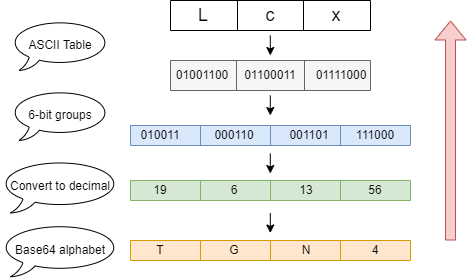 L c x
ASCII Table
01001100 01100011 01111000
6-bit groups
010011 000110 001101 111000
Convert to decimal
19 6 13 56
Base64 alphabet
T G N 4